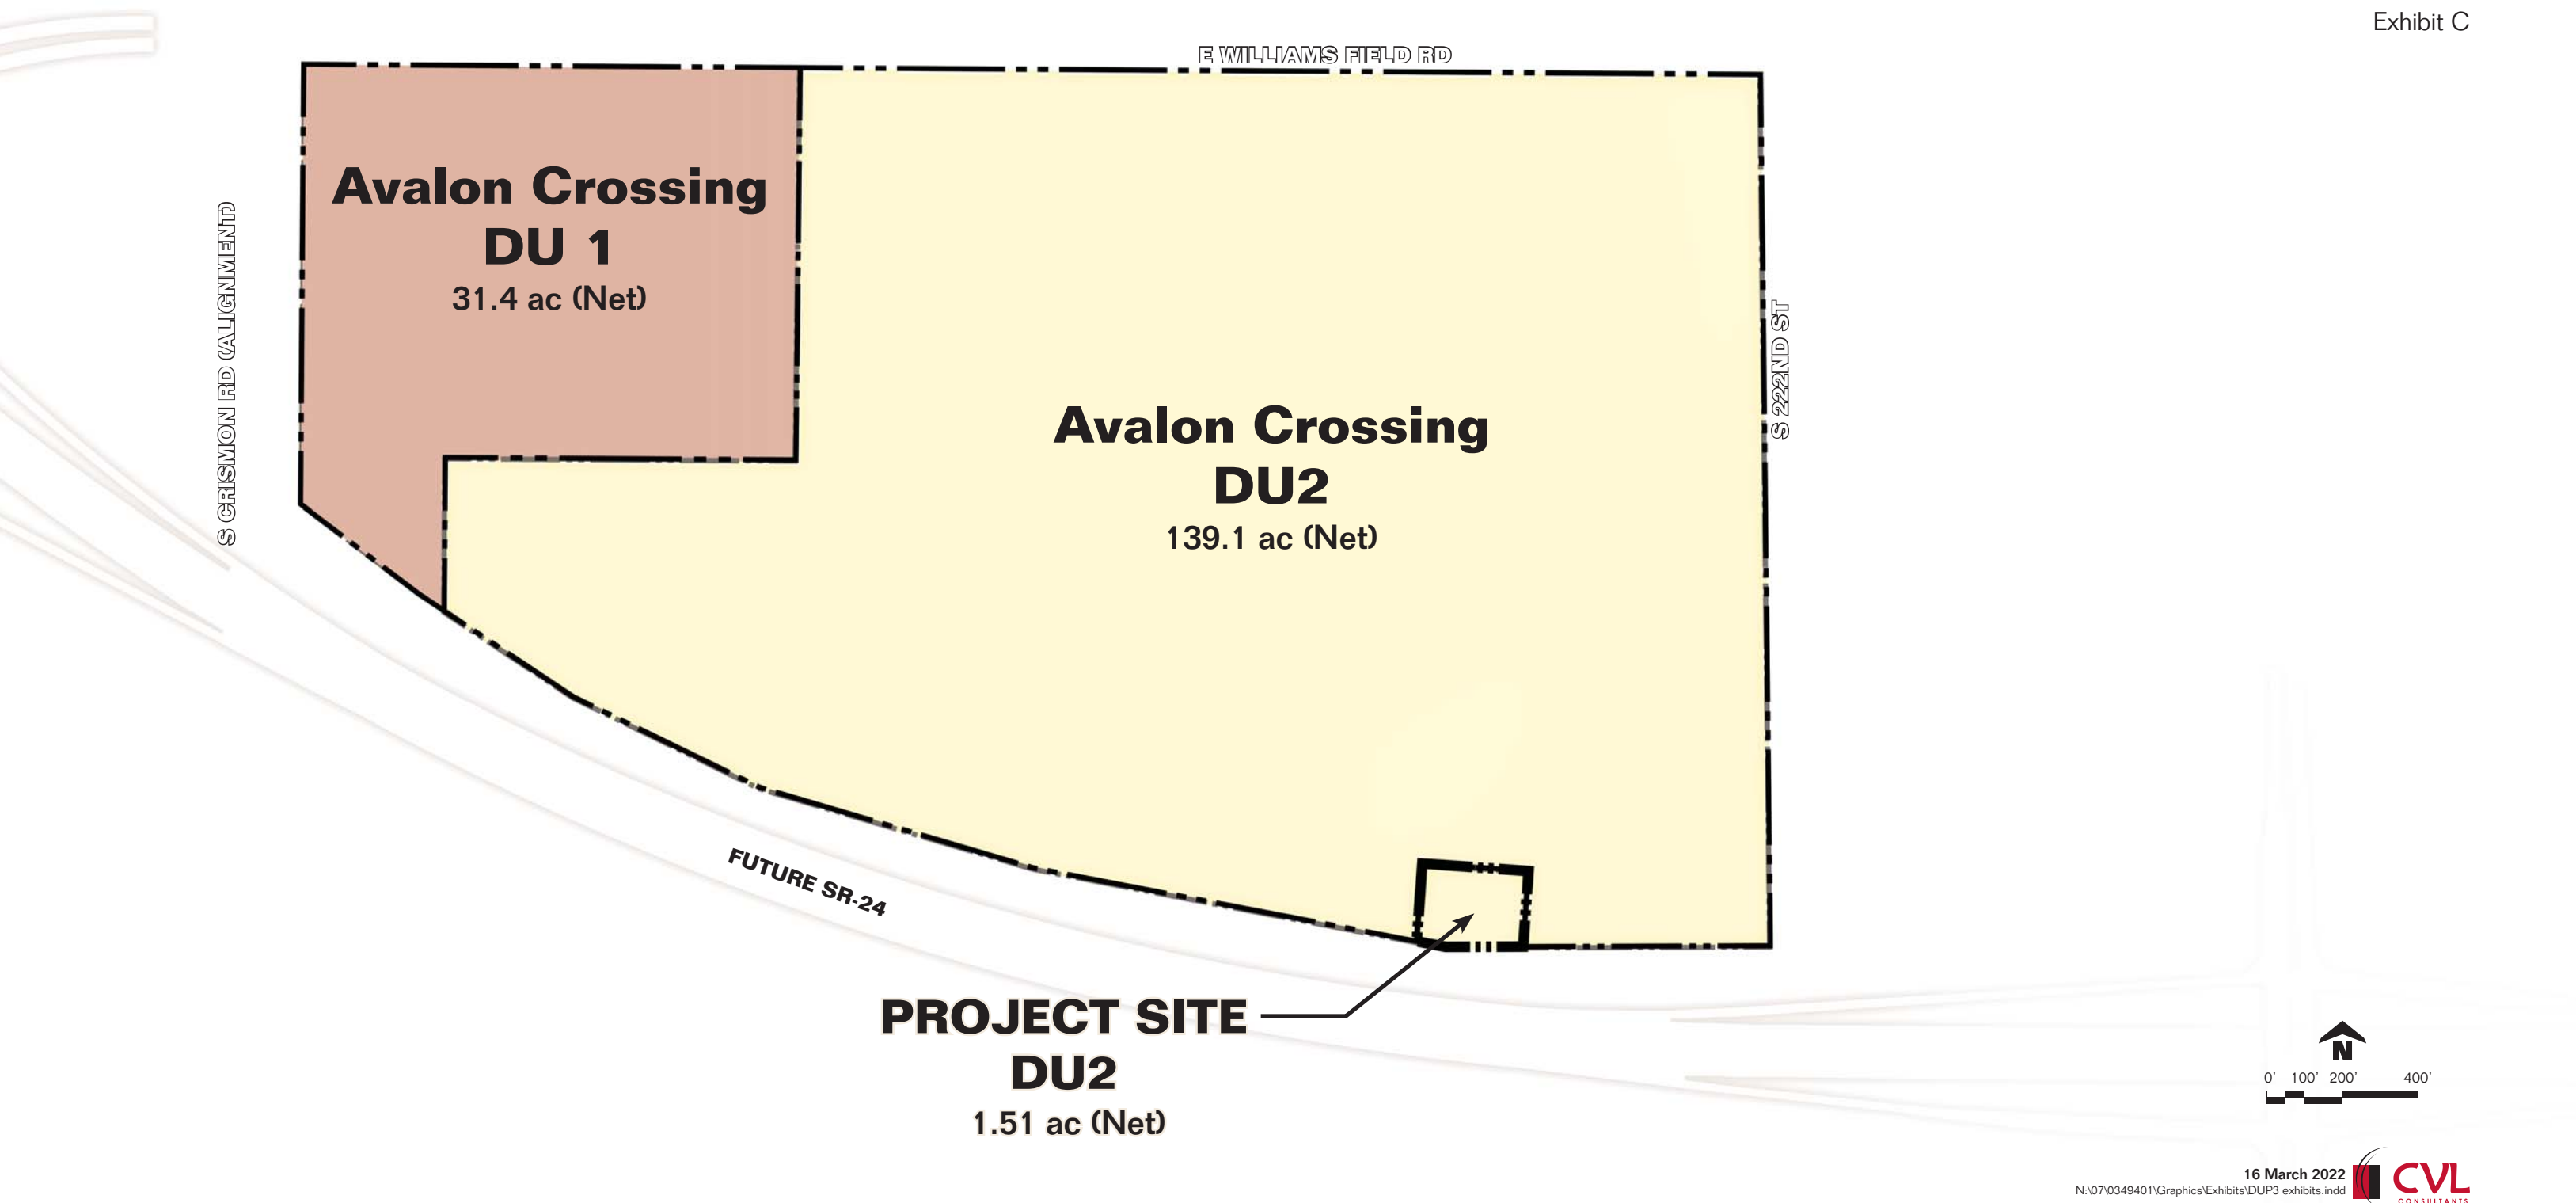 Exhibit C
E WILLIAMS FIELD RD
Avalon Crossing
DU 1
31.4 ac (Net)
S CRISMON RD (ALIGNMENT)
S 222ND ST
Avalon Crossing
DU2
139.1 ac (Net)
FUTURE SR-24
PROJECT SITE
DU2
1.51 ac (Net)
N
0' 100' 200' 400'
16 March 2022
N:\07\0349401\Graphics\Exhibits\DUP3 exhibits.indd
CVL
CONSULTANTS